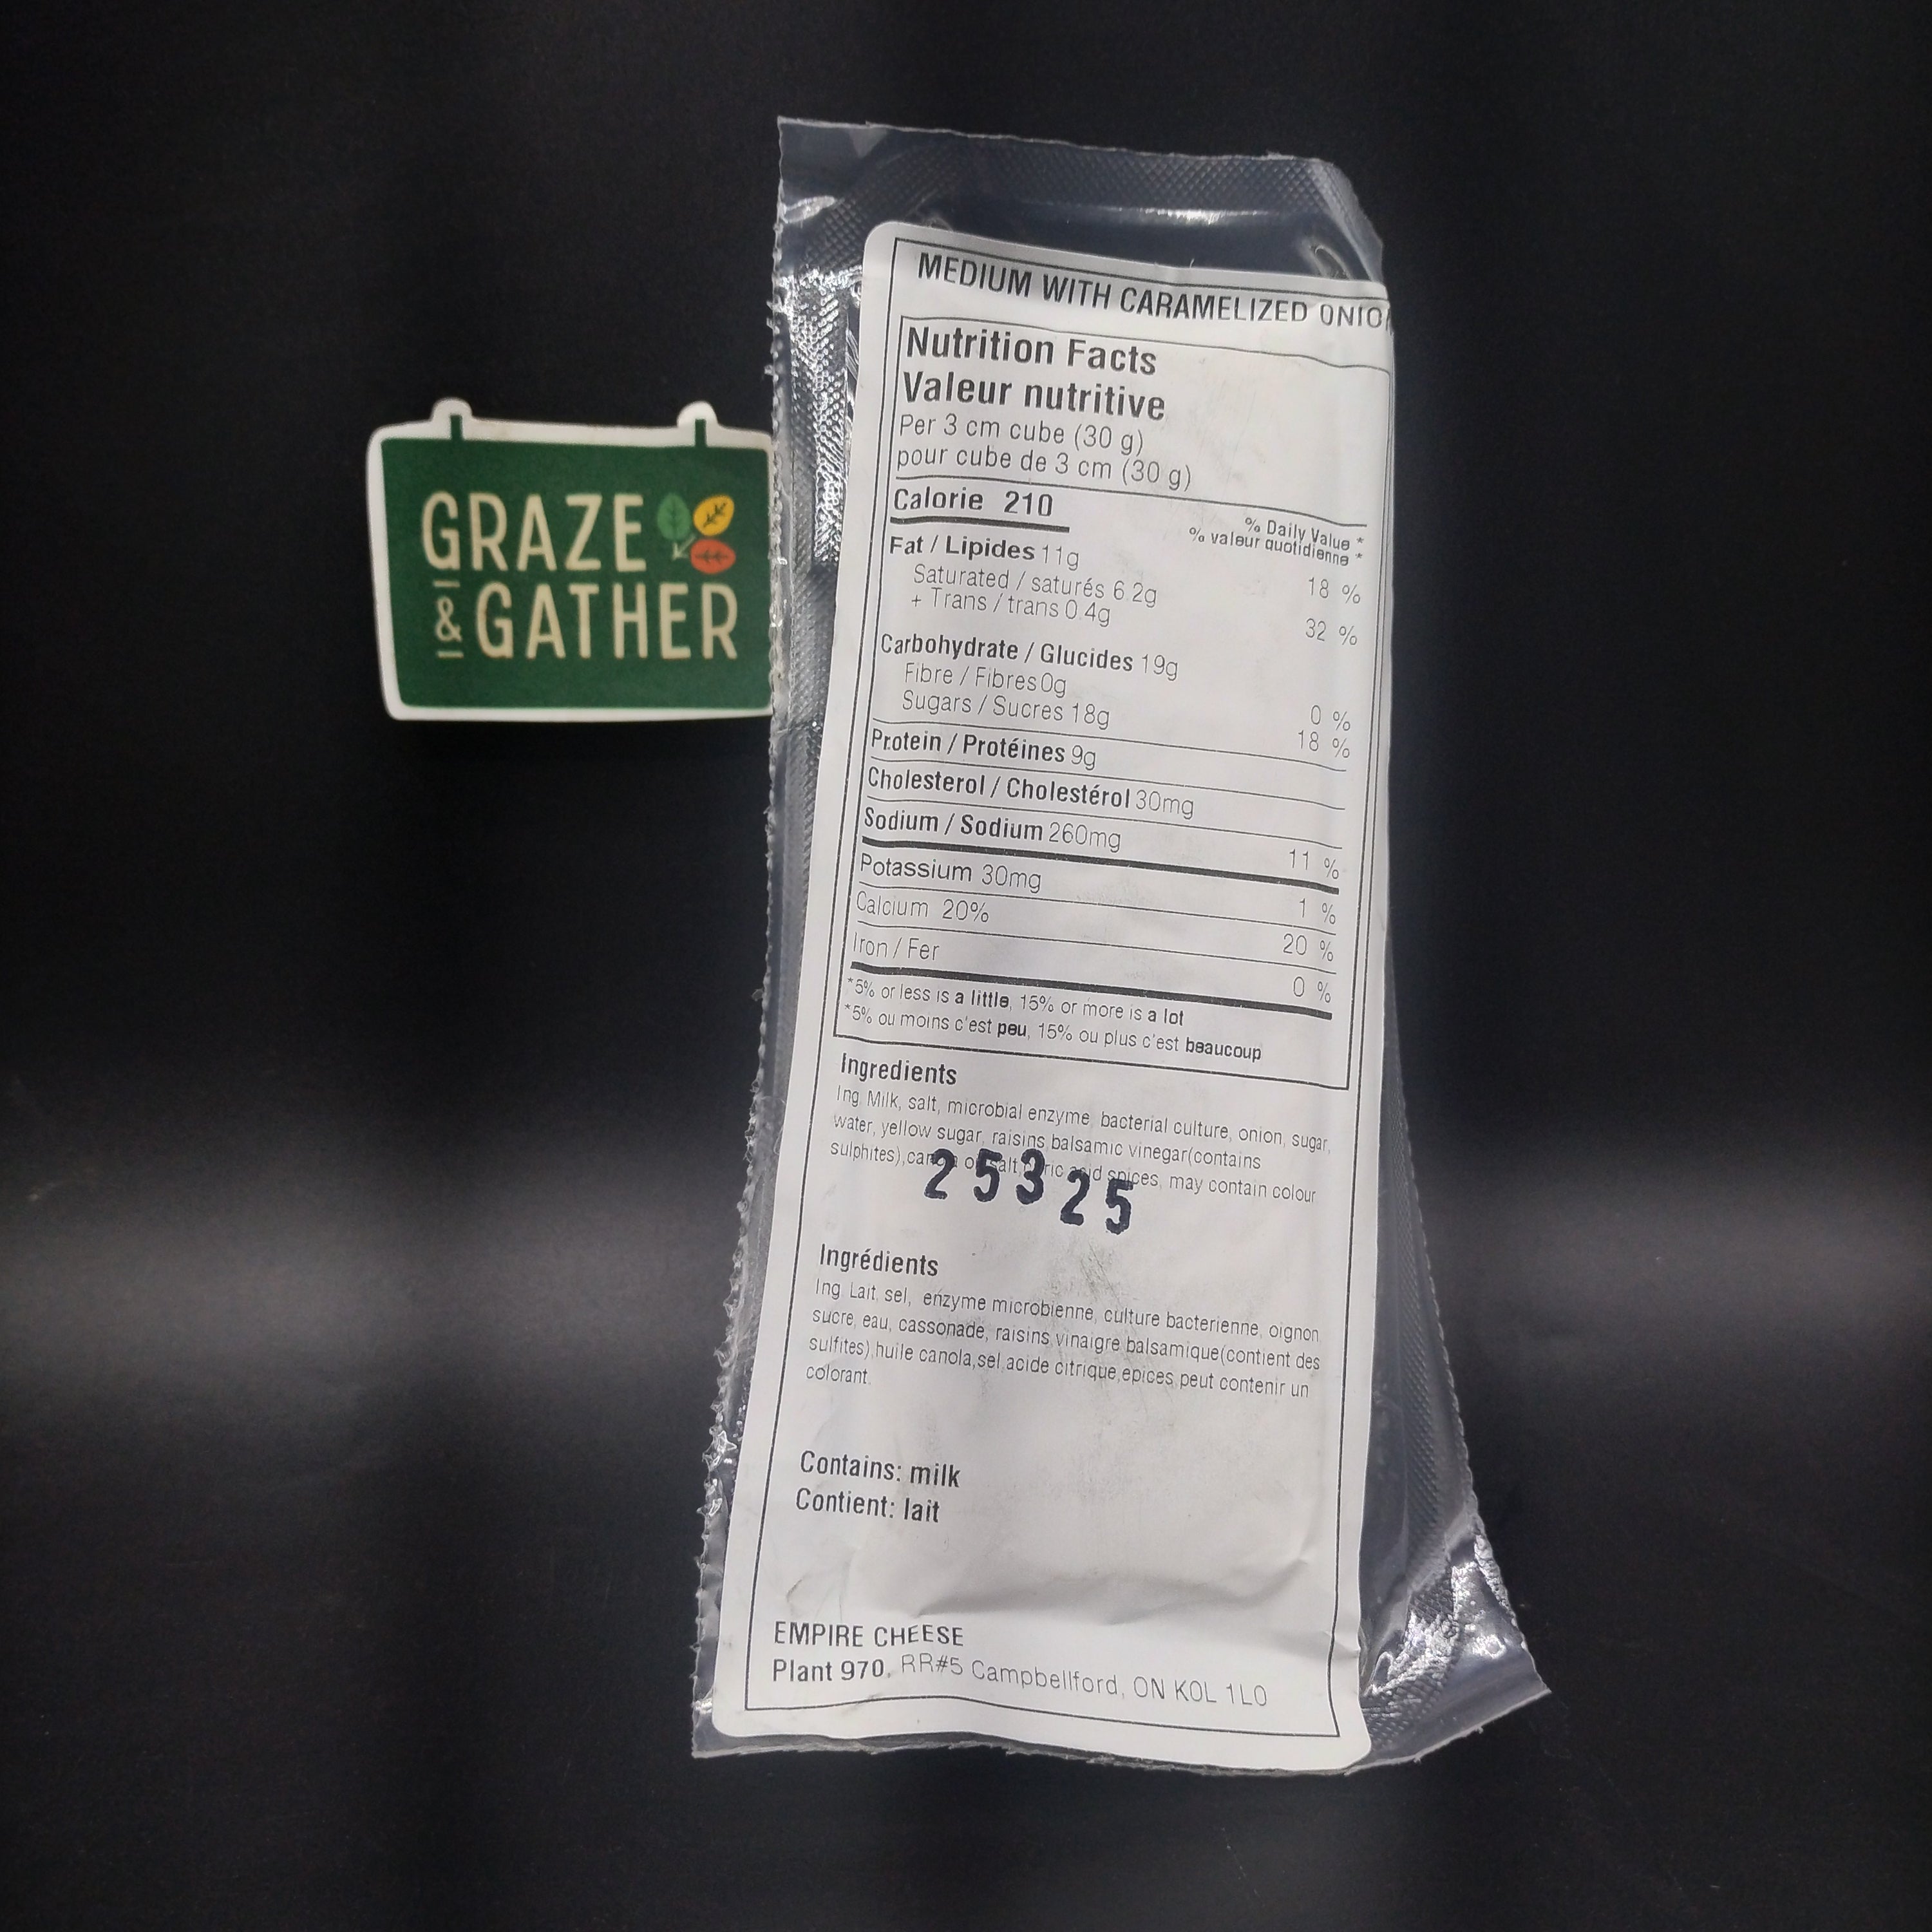 GRAZE
& GATHER
MEDIUM WITH CARAMELIZED ONIO
Nutrition Facts
Valeur nutritive
Per 3 cm cube (30 g)
pour cube de 3 cm (30 g)
Calorie 210
% Daily Value *
% valeur quotidienne *
Fat / Lipides 11g 18 %
Saturated / saturés 6.2g
+ Trans / trans 0.4g 32 %
Carbohydrate / Glucides 19g
Fibre / Fibres 0g 0 %
Sugars / Sucres 18g 18 %
Protein / Protéines 9g
Cholesterol / Cholestérol 30mg
Sodium / Sodium 260mg 11 %
Potassium 30mg 1 %
Calcium 20% 20 %
Iron / Fer 0 %
*5% or less is a little, 15% or more is a lot
*5% ou moins c'est peu, 15% ou plus c'est beaucoup
Ingredients
Ing. Milk, salt, microbial enzyme, bacterial culture, onion, sugar,
water, yellow sugar, raisins, balsamic vinegar(contains
sulphites), salt, spices, may contain colour
25325
Ingrédients
Ing. Lait, sel, enzyme microbienne, culture bacterienne, oignon,
sucre, eau, cassonade, raisins, vinaigre balsamique(contient des
sulfites), huile canola, sel, acide citrique, epices, peut contenir un
colorant.
Contains: milk
Contient: lait
EMPIRE CHEESE
Plant 970, RR#5 Campbellford, ON K0L 1L0